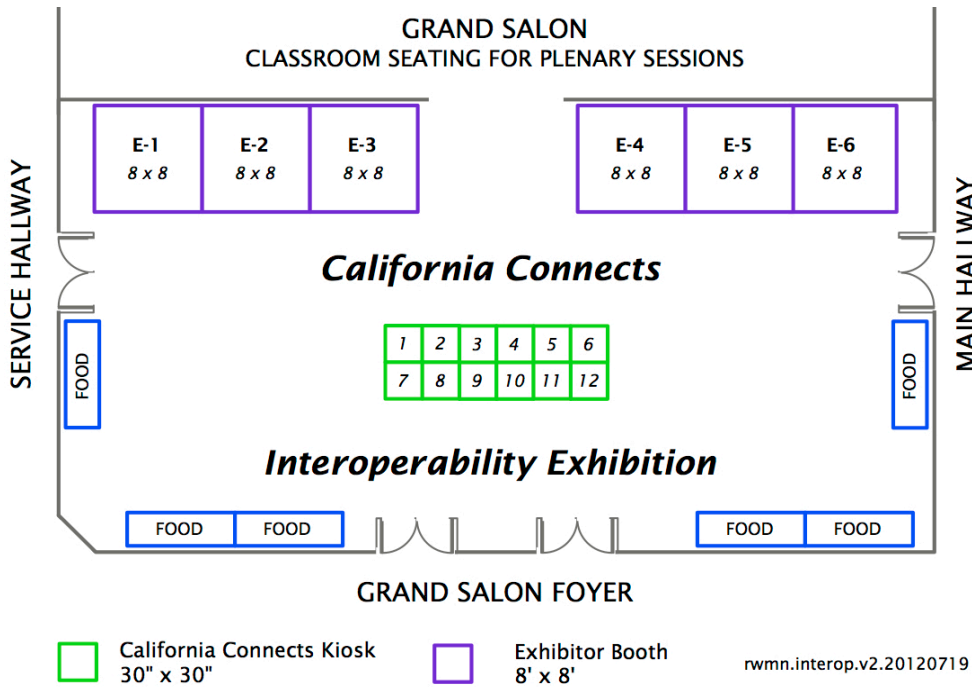 GRAND SALON
CLASSROOM SEATING FOR PLENARY SESSIONS
E-1
8 x 8
E-2
8 x 8
E-3
8 x 8
E-4
8 x 8
E-5
8 x 8
E-6
8 x 8
SERVICE HALLWAY
MAIN HALLWAY
California Connects
1 2 3 4 5 6
7 8 9 10 11 12
FOOD
FOOD
Interoperability Exhibition
FOOD FOOD
FOOD FOOD
GRAND SALON FOYER
California Connects Kiosk
30" x 30"
Exhibitor Booth
8' x 8'
rwmn.interop.v2.20120719